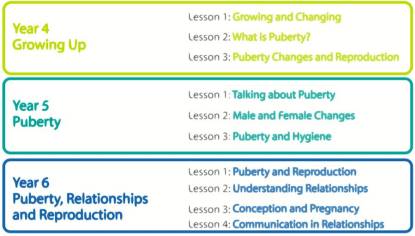 Year 4
Growing Up
Lesson 1: Growing and Changing
Lesson 2: What is Puberty?
Lesson 3: Puberty Changes and Reproduction
Year 5
Puberty
Lesson 1: Talking about Puberty
Lesson 2: Male and Female Changes
Lesson 3: Puberty and Hygiene
Year 6
Puberty, Relationships
and Reproduction
Lesson 1: Puberty and Reproduction
Lesson 2: Understanding Relationships
Lesson 3: Conception and Pregnancy
Lesson 4: Communication in Relationships